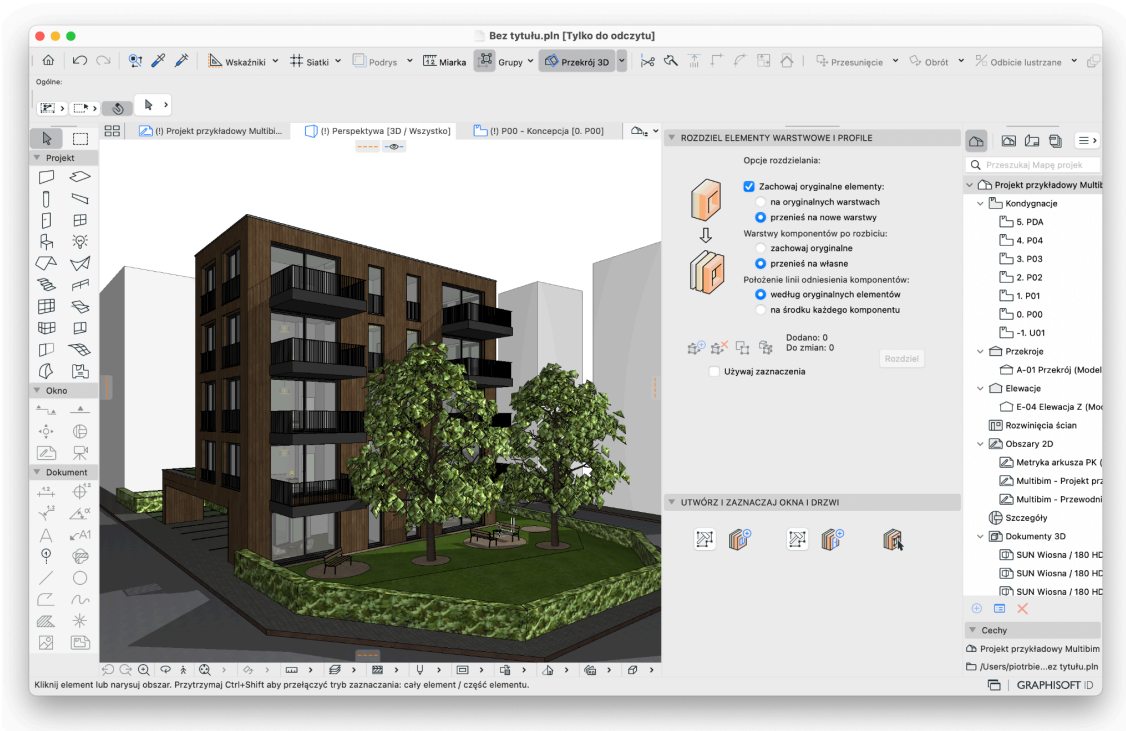 Bez tytułu.pln [Tylko do odczytu]
Wskaźniki
Siatki
Podrys
1.2 Miarka
Grupy
Przekrój 3D
Przesunięcie
Obrót
Odbicie lustrzane
Ogólne:
(!) Projekt przykładowy Multibi...
(!) Perspektywa [3D / Wszystko]
(!) P00 - Koncepcja [0. P00]
Projekt
Okno
Dokument
ROZDZIEL ELEMENTY WARSTWOWE I PROFILE
Opcje rozdzielania:
Zachowaj oryginalne elementy:
na oryginalnych warstwach
przenieś na nowe warstwy
Warstwy komponentów po rozbiciu:
zachowaj oryginalne
przenieś na własne
Położenie linii odniesienia komponentów:
według oryginalnych elementów
na środku każdego komponentu
Dodano: 0
Do zmian: 0
Rozdziel
Używaj zaznaczenia
UTWÓRZ I ZAZNACZAJ OKNA I DRZWI
Przeszukaj Mapę projek
Projekt przykładowy Multib
Kondygnacje
5. PDA
4. P04
3. P03
2. P02
1. P01
0. P00
-1. U01
Przekroje
A-01 Przekrój (Model
Elewacje
E-04 Elewacja Z (Mod
Rozwinięcia ścian
Obszary 2D
Metryka arkusza PK (
Multibim - Projekt prz
Multibim - Przewodni
Szczegóły
Dokumenty 3D
SUN Wiosna / 180 HD
SUN Wiosna / 180 HD
SUN Wiosna / 180 HD
Cechy
Projekt przykładowy Multibim
/Users/piotrbie...ez tytułu.pln
Kliknij element lub narysuj obszar. Przytrzymaj Ctrl+Shift aby przełączyć tryb zaznaczania: cały element / część elementu.
GRAPHISOFT ID